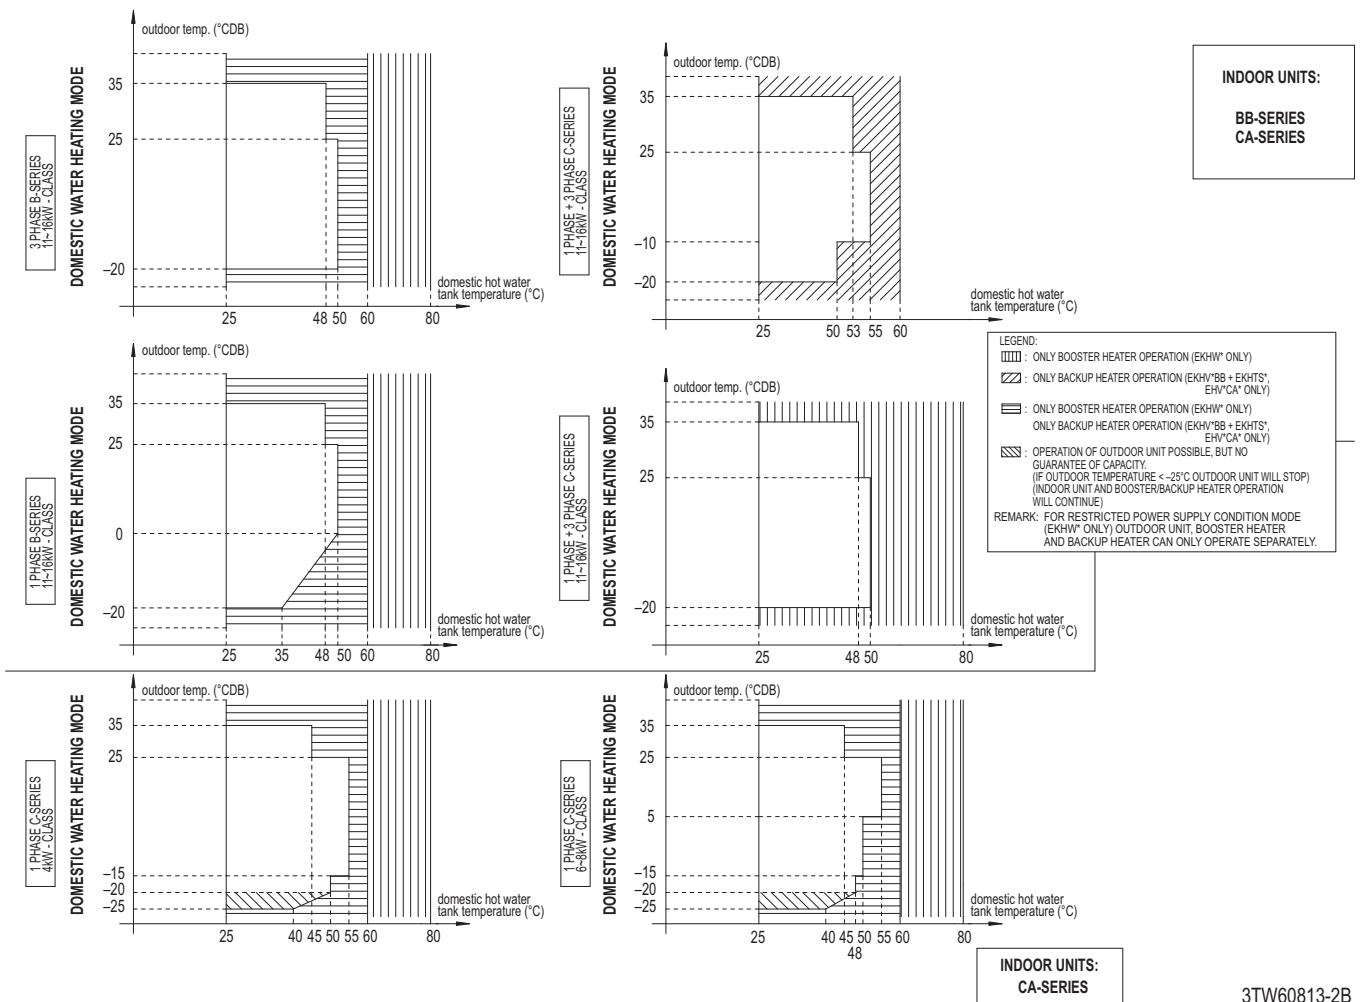 outdoor temp. (°CDB)
35
25
–20
DOMESTIC WATER HEATING MODE
3 PHASE B-SERIES
11~16kW - CLASS
domestic hot water
tank temperature (°C)
25 48 50 60 80
outdoor temp. (°CDB)
35
25
–10
–20
DOMESTIC WATER HEATING MODE
1 PHASE + 3 PHASE C-SERIES
11~16kW - CLASS
domestic hot water
tank temperature (°C)
25 50 53 55 60
INDOOR UNITS:
BB-SERIES
CA-SERIES
outdoor temp. (°CDB)
35
25
0
–20
DOMESTIC WATER HEATING MODE
1 PHASE B-SERIES
11~16kW - CLASS
domestic hot water
tank temperature (°C)
25 35 48 50 60 80
outdoor temp. (°CDB)
35
25
–20
DOMESTIC WATER HEATING MODE
1 PHASE +3 PHASE C-SERIES
11~16kW - CLASS
domestic hot water
tank temperature (°C)
25 48 50 80
LEGEND:
: ONLY BOOSTER HEATER OPERATION (EKHW* ONLY)
: ONLY BACKUP HEATER OPERATION (EKHV*BB + EKHTS*,
EHV*CA* ONLY)
: ONLY BOOSTER HEATER OPERATION (EKHW* ONLY)
ONLY BACKUP HEATER OPERATION (EKHV*BB + EKHTS*,
EHV*CA* ONLY)
: OPERATION OF OUTDOOR UNIT POSSIBLE, BUT NO
GUARANTEE OF CAPACITY.
(IF OUTDOOR TEMPERATURE < –25°C OUTDOOR UNIT WILL STOP)
(INDOOR UNIT AND BOOSTER/BACKUP HEATER OPERATION
WILL CONTINUE)
REMARK: FOR RESTRICTED POWER SUPPLY CONDITION MODE
(EKHW* ONLY) OUTDOOR UNIT, BOOSTER HEATER
AND BACKUP HEATER CAN ONLY OPERATE SEPARATELY.
outdoor temp. (°CDB)
35
25
–15
–20
–25
DOMESTIC WATER HEATING MODE
1 PHASE C-SERIES
4kW - CLASS
domestic hot water
tank temperature (°C)
25 40 45 50 55 60 80
outdoor temp. (°CDB)
35
25
5
–15
–20
–25
DOMESTIC WATER HEATING MODE
1 PHASE C-SERIES
6~8kW - CLASS
domestic hot water
tank temperature (°C)
25 40 45 50 55 60 80
48
INDOOR UNITS:
CA-SERIES
3TW60813-2B